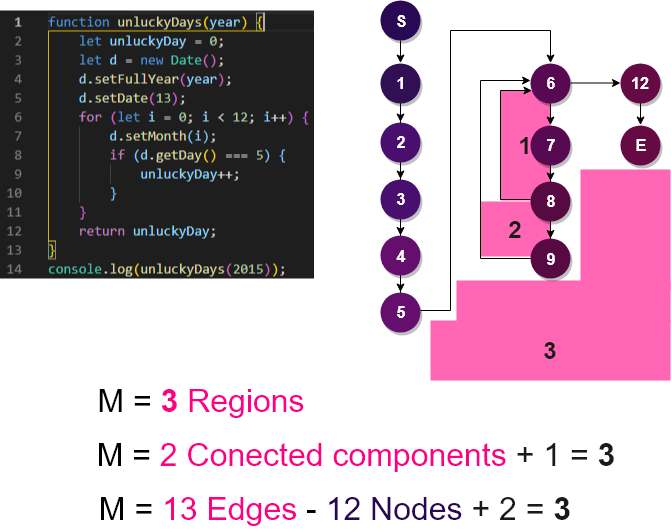 1 function unluckyDays(year) {
2 let unluckyDay = 0;
3 let d = new Date();
4 d.setFullYear(year);
5 d.setDate(13);
6 for (let i = 0; i < 12; i++) {
7 d.setMonth(i);
8 if (d.getDay() === 5) {
9 unluckyDay++;
10 }
11 }
12 return unluckyDay;
13 }
14 console.log(unluckyDays(2015));
S
1
2
3
4
5
6
12
1
7
E
8
2
9
3
M = 3 Regions
M = 2 Conected components + 1 = 3
M = 13 Edges - 12 Nodes + 2 = 3